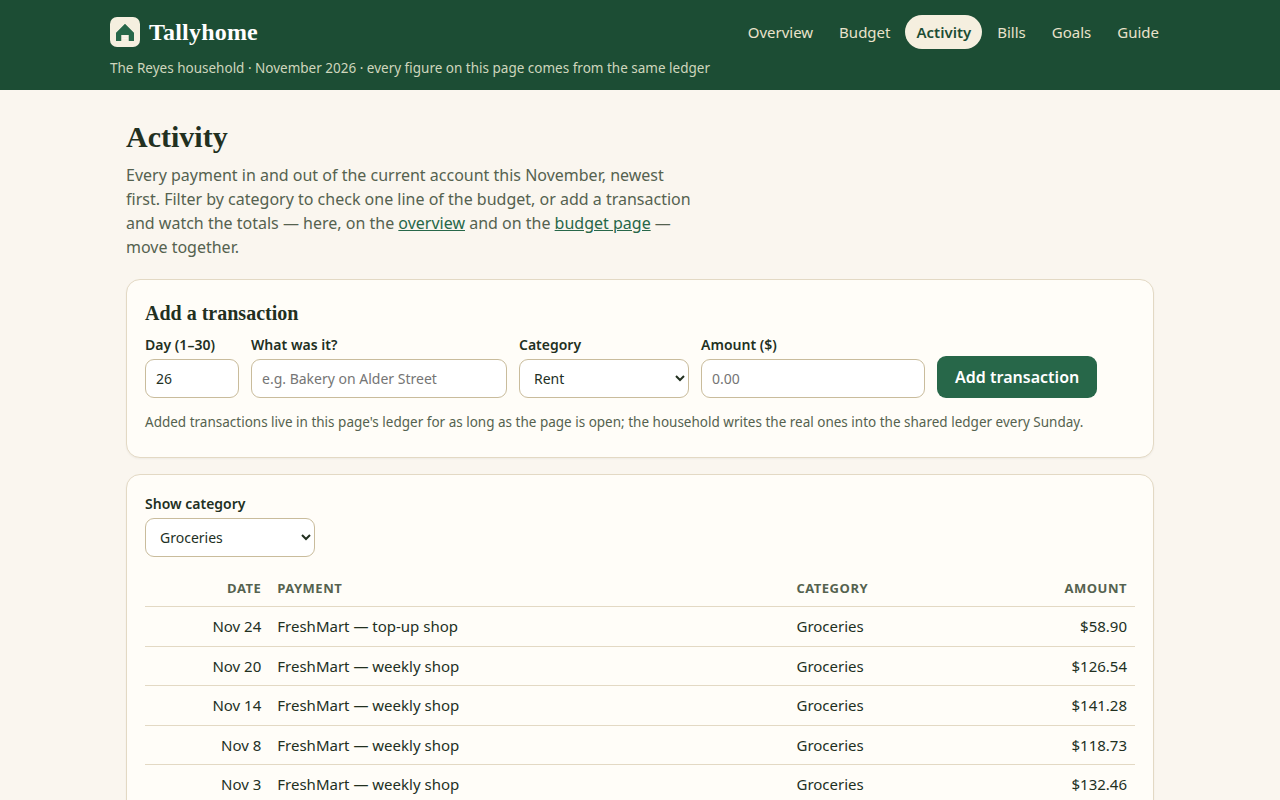 Tallyhome
Overview Budget Activity Bills Goals Guide
The Reyes household · November 2026 · every figure on this page comes from the same ledger
Activity
Every payment in and out of the current account this November, newest
first. Filter by category to check one line of the budget, or add a transaction
and watch the totals — here, on the overview and on the budget page —
move together.
Add a transaction
Day (1–30) What was it? Category Amount ($)
26 e.g. Bakery on Alder Street Rent 0.00 Add transaction
Added transactions live in this page's ledger for as long as the page is open; the household writes the real ones into the shared ledger every Sunday.
Show category
Groceries
DATE PAYMENT CATEGORY AMOUNT
Nov 24 FreshMart — top-up shop Groceries $58.90
Nov 20 FreshMart — weekly shop Groceries $126.54
Nov 14 FreshMart — weekly shop Groceries $141.28
Nov 8 FreshMart — weekly shop Groceries $118.73
Nov 3 FreshMart — weekly shop Groceries $132.46